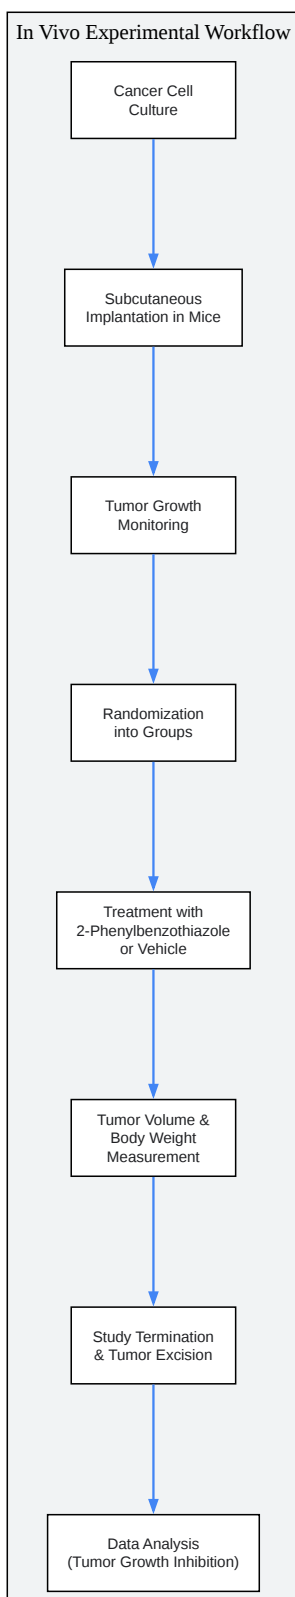 In Vivo Experimental Workflow
Cancer Cell
Culture
Subcutaneous
Implantation in Mice
Tumor Growth
Monitoring
Randomization
into Groups
Treatment with
2-Phenylbenzothiazole
or Vehicle
Tumor Volume &
Body Weight
Measurement
Study Termination
& Tumor Excision
Data Analysis
(Tumor Growth Inhibition)